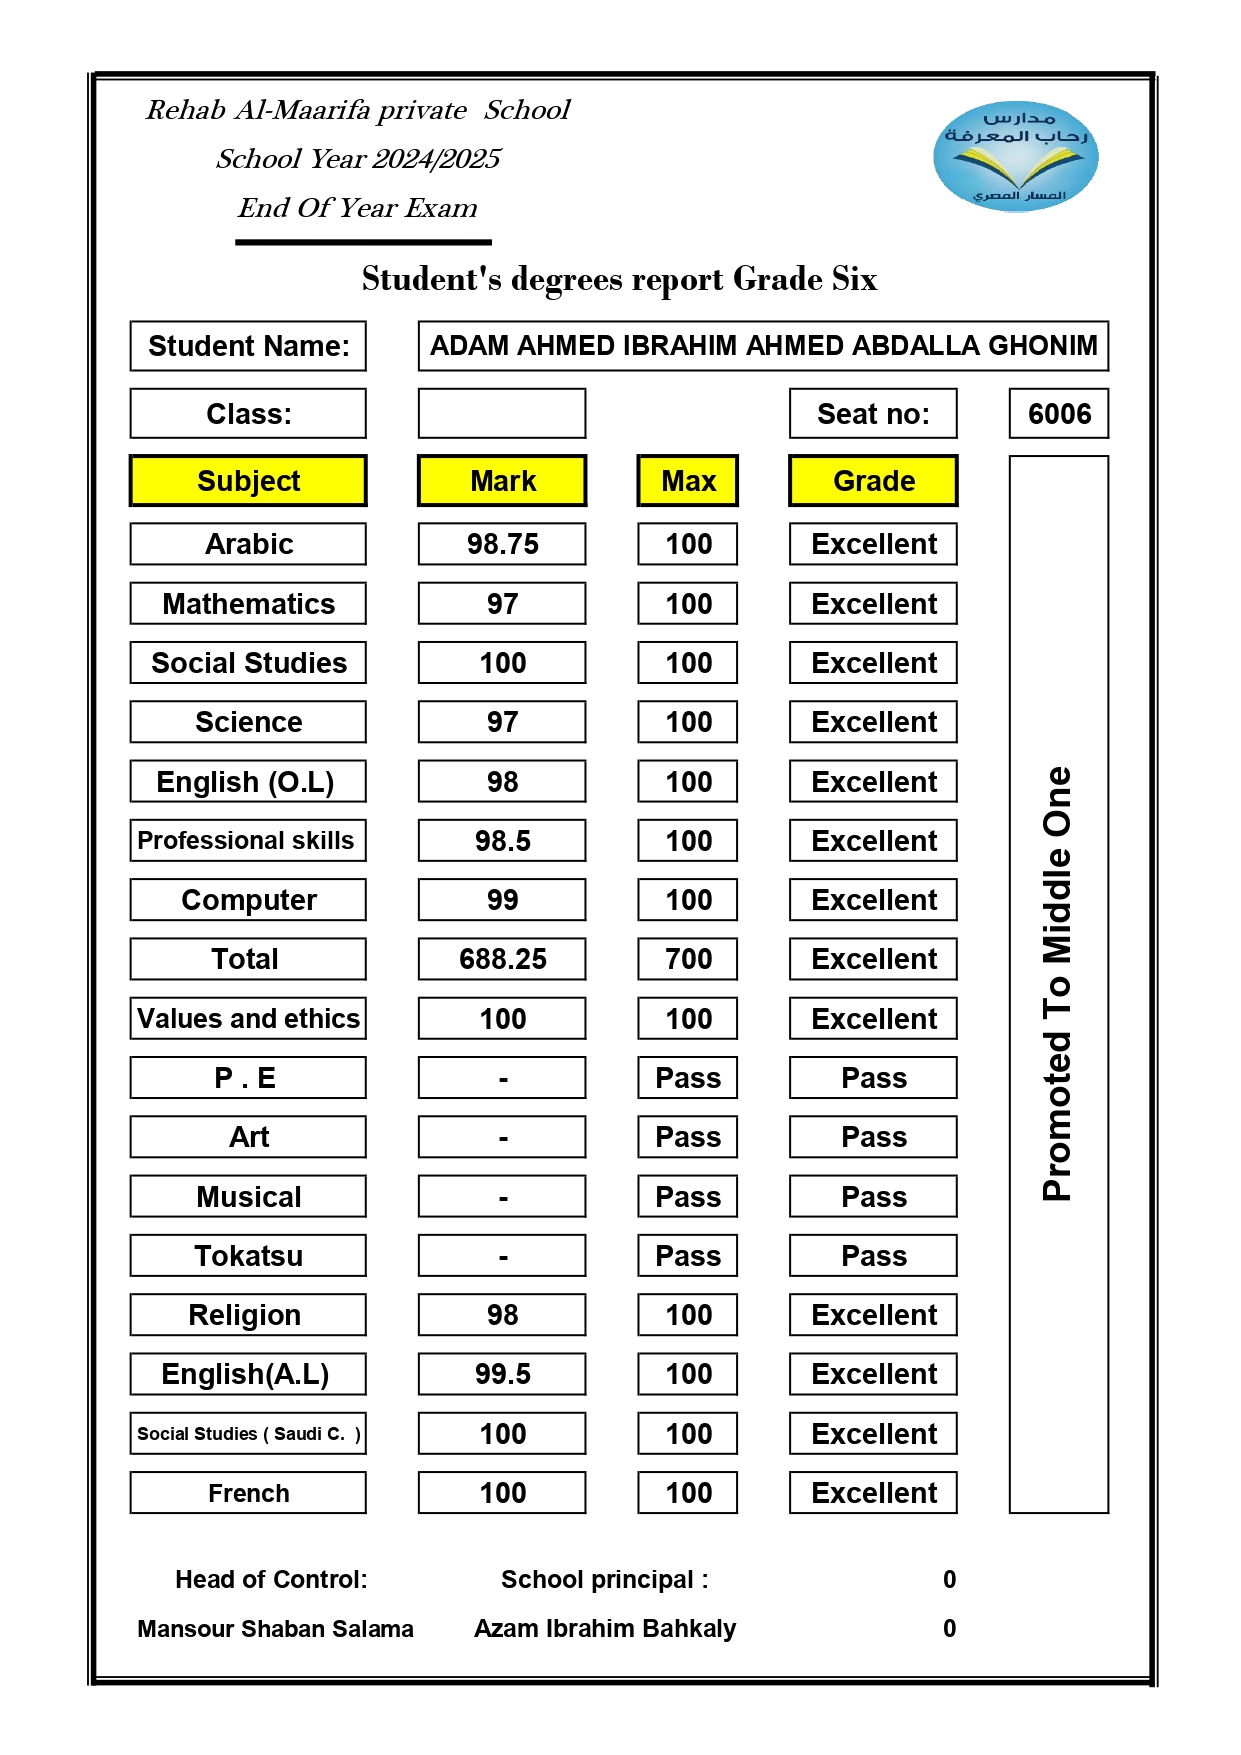 Rehab Al-Maarifa private School
School Year 2024/2025
End Of Year Exam
مدارس
رحاب المعرفة
المسار المصري
Student's degrees report Grade Six
Student Name: ADAM AHMED IBRAHIM AHMED ABDALLA GHONIM
Class: Seat no: 6006
Subject Mark Max Grade
Arabic 98.75 100 Excellent
Mathematics 97 100 Excellent
Social Studies 100 100 Excellent
Science 97 100 Excellent
English (O.L) 98 100 Excellent
Professional skills 98.5 100 Excellent
Computer 99 100 Excellent
Total 688.25 700 Excellent
Values and ethics 100 100 Excellent
P . E - Pass Pass
Art - Pass Pass
Musical - Pass Pass
Tokatsu - Pass Pass
Religion 98 100 Excellent
English(A.L) 99.5 100 Excellent
Social Studies ( Saudi C. ) 100 100 Excellent
French 100 100 Excellent
Promoted To Middle One
Head of Control: School principal : 0
Mansour Shaban Salama Azam Ibrahim Bahkaly 0